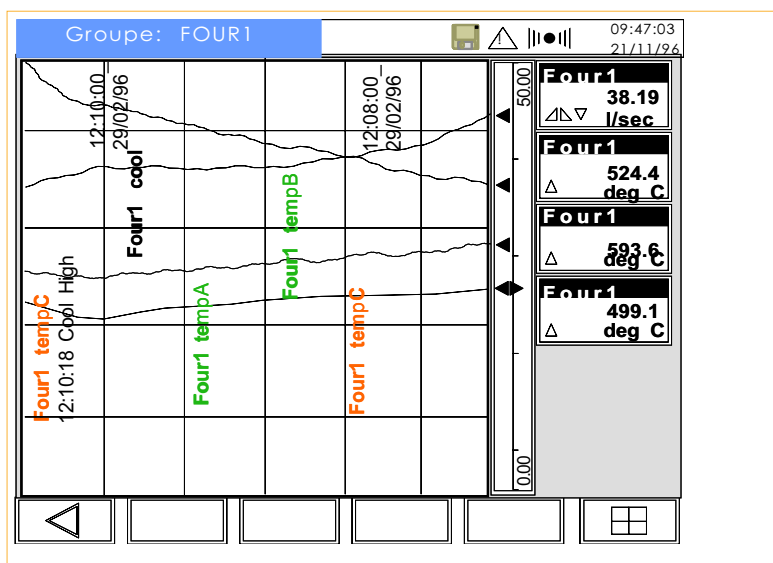 Groupe: FOUR1
09:47:03
21/11/96
12:10:00
29/02/96
12:08:00
29/02/96
50.00
0.00
Four1 cool
Four1 tempB
Four1 tempA
Four1 tempC
Four1 tempC
12:10:18 Cool High
Four1
38.19
l/sec
Four1
524.4
deg C
Four1
593.6
deg C
Four1
499.1
deg C